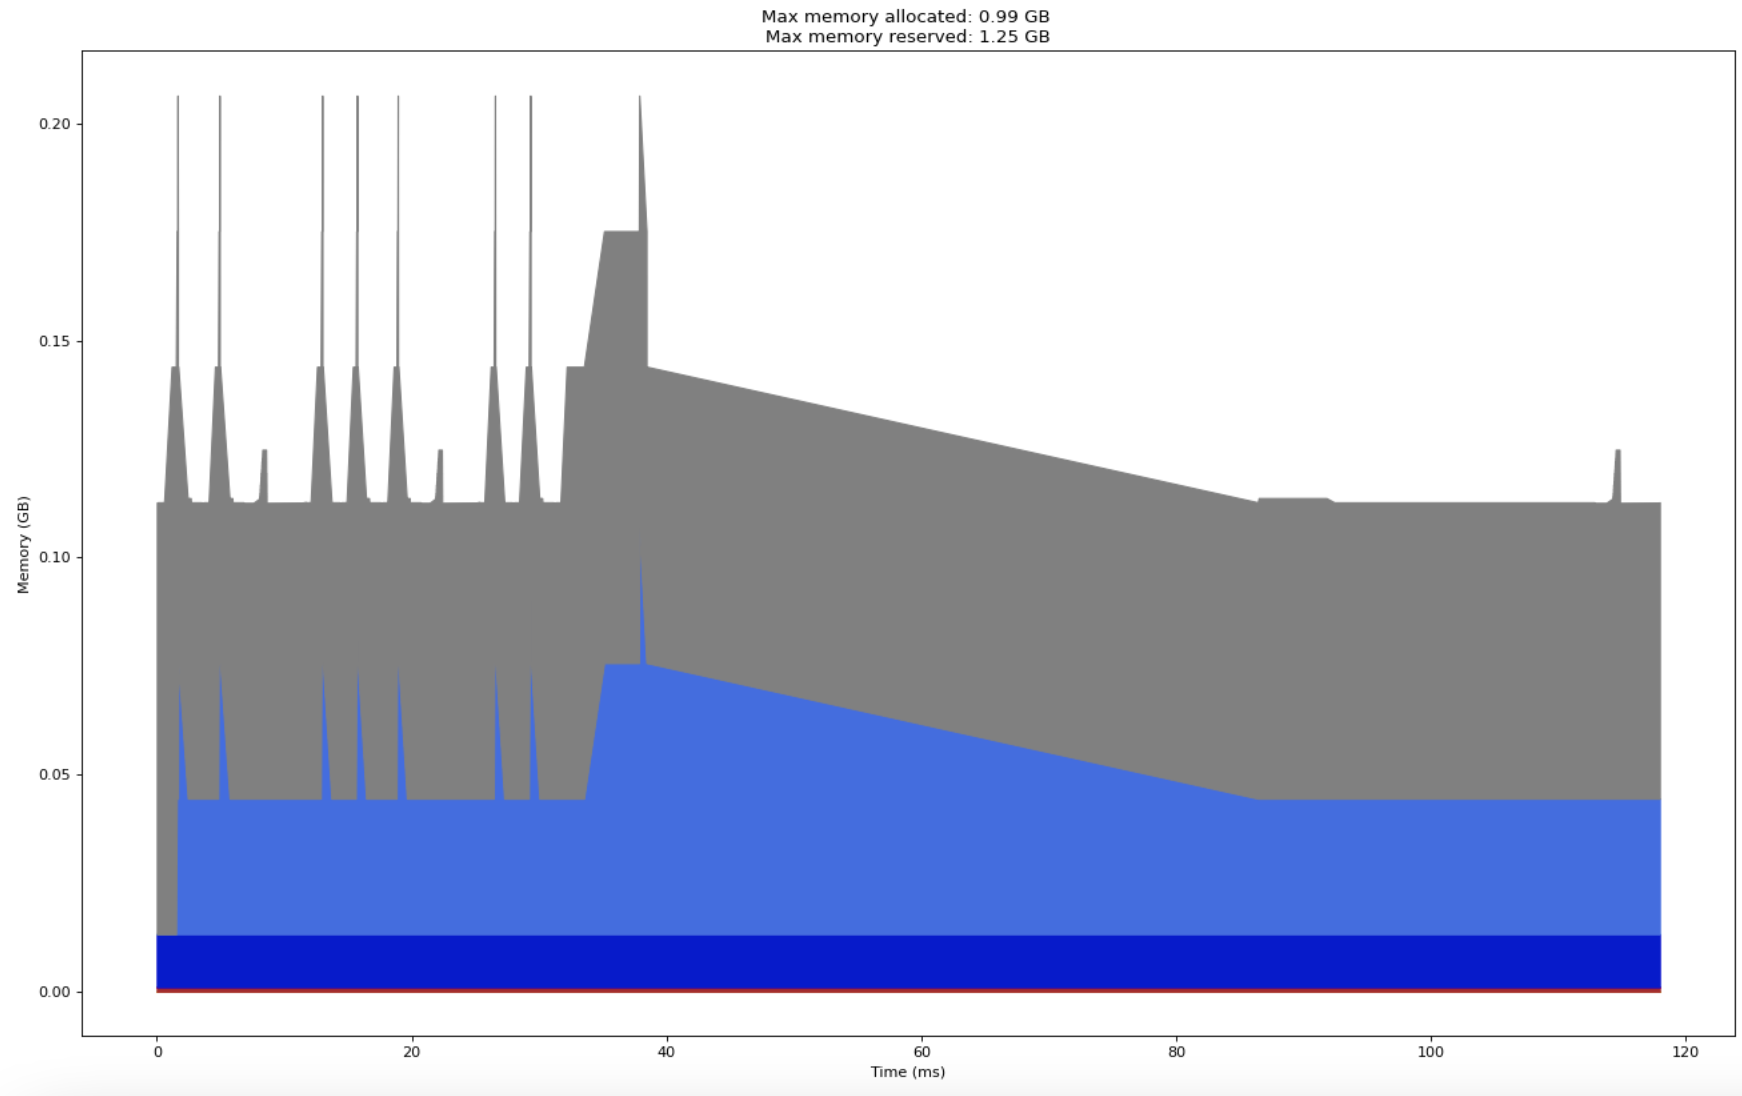 Max memory allocated: 0.99 GB
Max memory reserved: 1.25 GB
0.20
0.15
0.10
0.05
0.00
Memory (GB)
0 20 40 60 80 100 120
Time (ms)